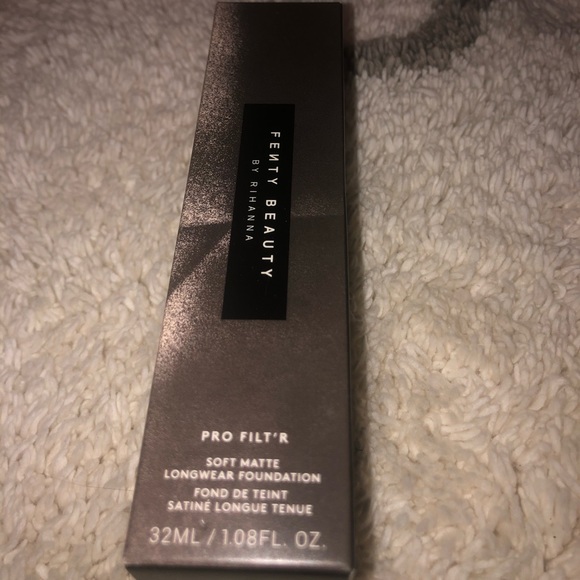 FENTY BEAUTY
BY RIHANNA
PRO FILT'R
SOFT MATTE
LONGWEAR FOUNDATION
FOND DE TEINT
SATINÉ LONGUE TENUE
32ML / 1.08FL. OZ.